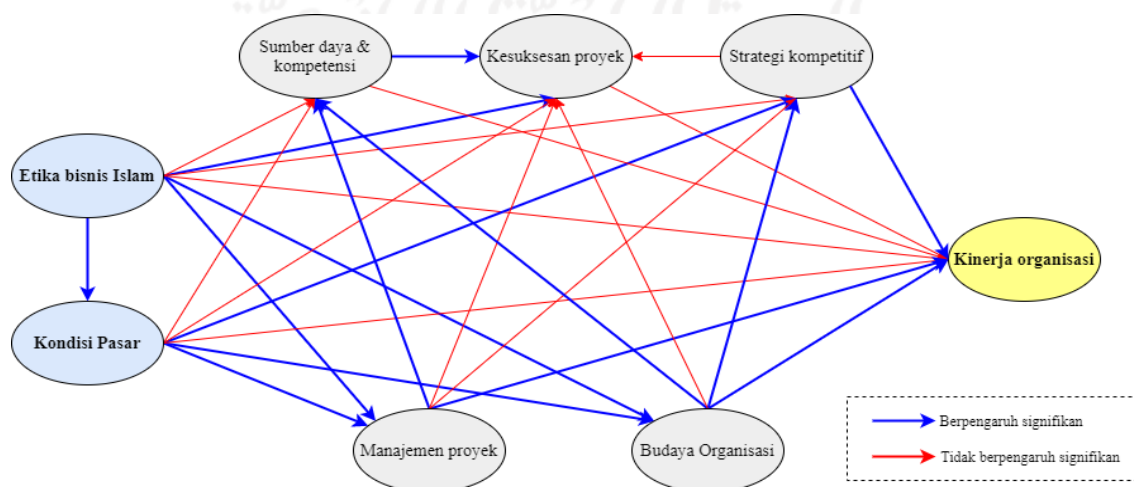 Sumber daya &
kompetensi
Kesuksesan proyek
Strategi kompetitif
Etika bisnis Islam
Kinerja organisasi
Kondisi Pasar
Manajemen proyek
Budaya Organisasi
Berpengaruh signifikan
Tidak berpengaruh signifikan